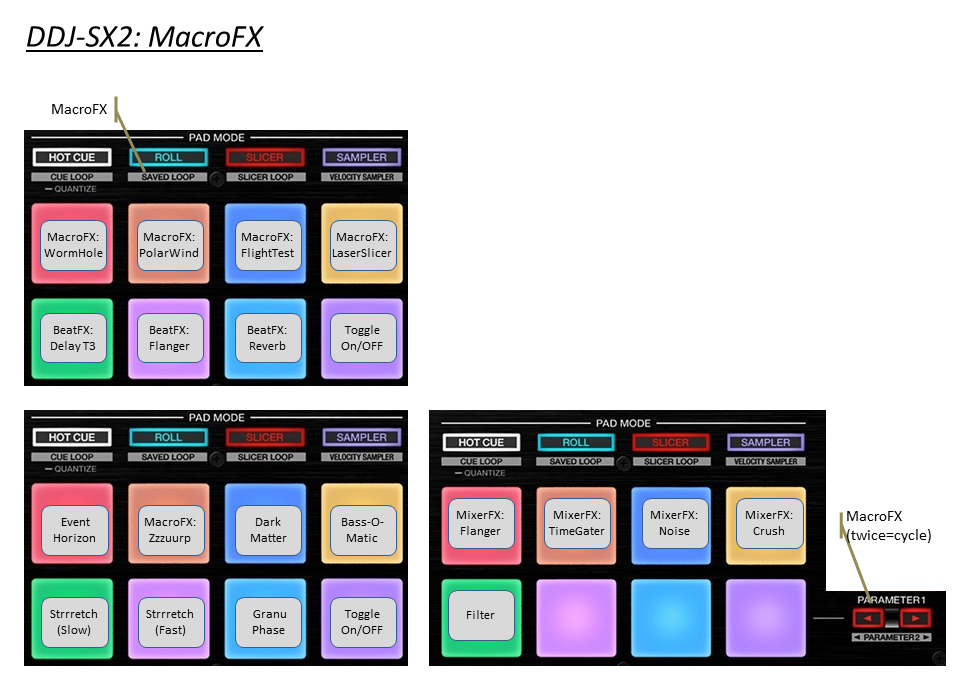 DDJ-SX2: MacroFX
MacroFX
PAD MODE
HOT CUE ROLL SLICER SAMPLER
CUE LOOP SAVED LOOP SLICER LOOP VELOCITY SAMPLER
— QUANTIZE
MacroFX: MacroFX: MacroFX: MacroFX:
WormHole PolarWind FlightTest LaserSlicer
BeatFX: BeatFX: BeatFX: Toggle
Delay T3 Flanger Reverb On/OFF
PAD MODE
HOT CUE ROLL SLICER SAMPLER
CUE LOOP SAVED LOOP SLICER LOOP VELOCITY SAMPLER
— QUANTIZE
Event MacroFX: Dark Bass-O-
Horizon Zzzuurp Matter Matic
Strrretch Strrretch Granu Toggle
(Slow) (Fast) Phase On/OFF
PAD MODE
HOT CUE ROLL SLICER SAMPLER
CUE LOOP SAVED LOOP SLICER LOOP VELOCITY SAMPLER
— QUANTIZE
MixerFX: MixerFX: MixerFX: MixerFX:
Flanger TimeGater Noise Crush
Filter
MacroFX
(twice=cycle)
PARAMETER1
◄ ►
◄ PARAMETER2 ►